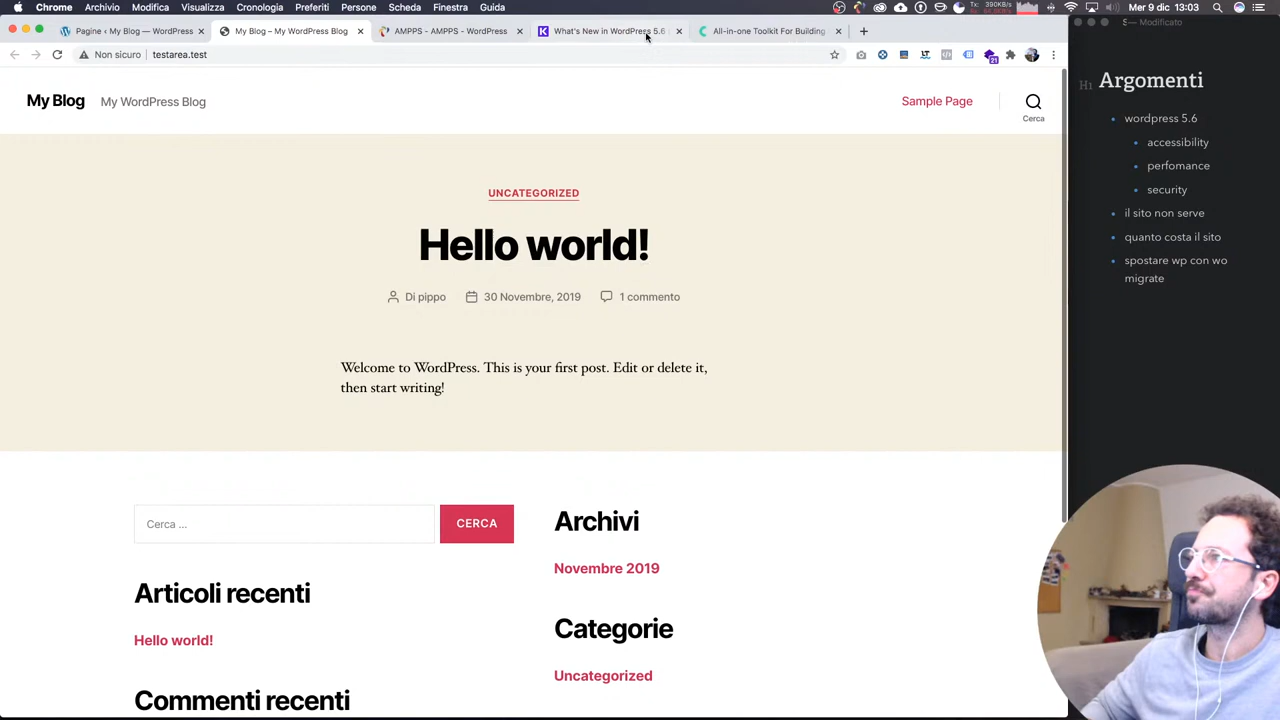 Chrome Archivio Modifica Visualizza Cronologia Preferiti Persone Scheda Finestra Guida
Mer 9 dic 13:03
Pagine ‹ My Blog — WordPress
My Blog – My WordPress Blog
AMPPS - AMPPS - WordPress
What's New in WordPress 5.6
All-in-one Toolkit For Building
— Modificato
Non sicuro testarea.test
21
My Blog My WordPress Blog
Sample Page
Cerca
UNCATEGORIZED
Hello world!
Di pippo 30 Novembre, 2019 1 commento
Welcome to WordPress. This is your first post. Edit or delete it,
then start writing!
Cerca …
CERCA
Archivi
Novembre 2019
Articoli recenti
Hello world!
Categorie
Uncategorized
Commenti recenti
H1 Argomenti
wordpress 5.6
accessibility
perfomance
security
il sito non serve
quanto costa il sito
spostare wp con wo
migrate